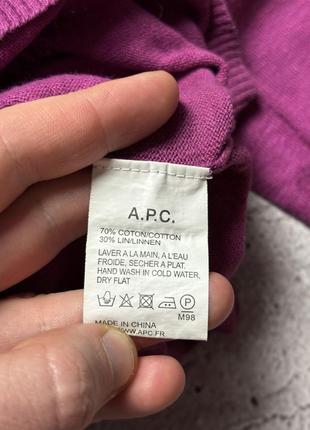 A.P.C.
70% COTON/COTTON
30% LIN/LINNEN
LAVER A LA MAIN, A L'EAU
FROIDE, SECHER A PLAT.
HAND WASH IN COLD WATER,
DRY FLAT
P
M98
MADE IN CHINA
WWW.APC.FR